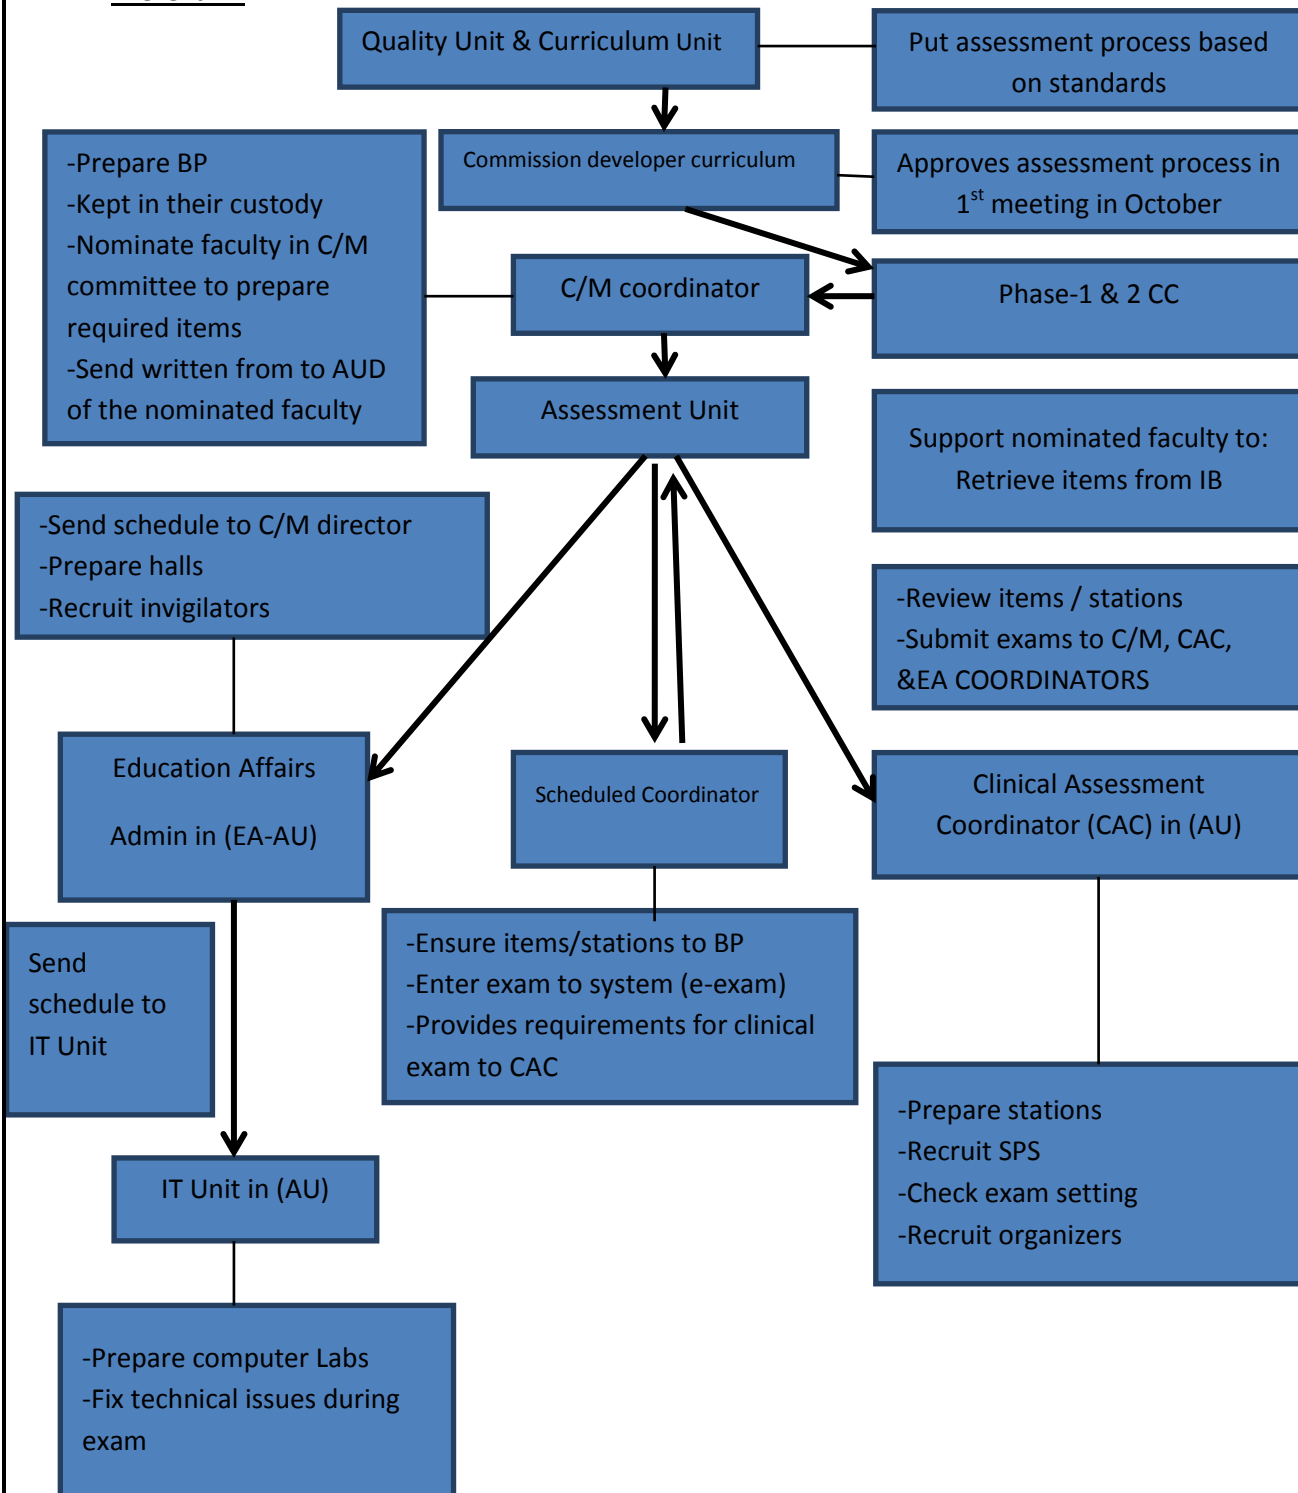 Quality Unit & Curriculum Unit
Put assessment process based
on standards
-Prepare BP
-Kept in their custody
-Nominate faculty in C/M
committee to prepare
required items
-Send written from to AUD
of the nominated faculty
Commission developer curriculum
Approves assessment process in
1st meeting in October
C/M coordinator
Phase-1 & 2 CC
Assessment Unit
Support nominated faculty to:
Retrieve items from IB
-Send schedule to C/M director
-Prepare halls
-Recruit invigilators
-Review items / stations
-Submit exams to C/M, CAC,
&EA COORDINATORS
Education Affairs
Admin in (EA-AU)
Scheduled Coordinator
Clinical Assessment
Coordinator (CAC) in (AU)
Send
schedule to
IT Unit
-Ensure items/stations to BP
-Enter exam to system (e-exam)
-Provides requirements for clinical
exam to CAC
-Prepare stations
-Recruit SPS
-Check exam setting
-Recruit organizers
IT Unit in (AU)
-Prepare computer Labs
-Fix technical issues during
exam